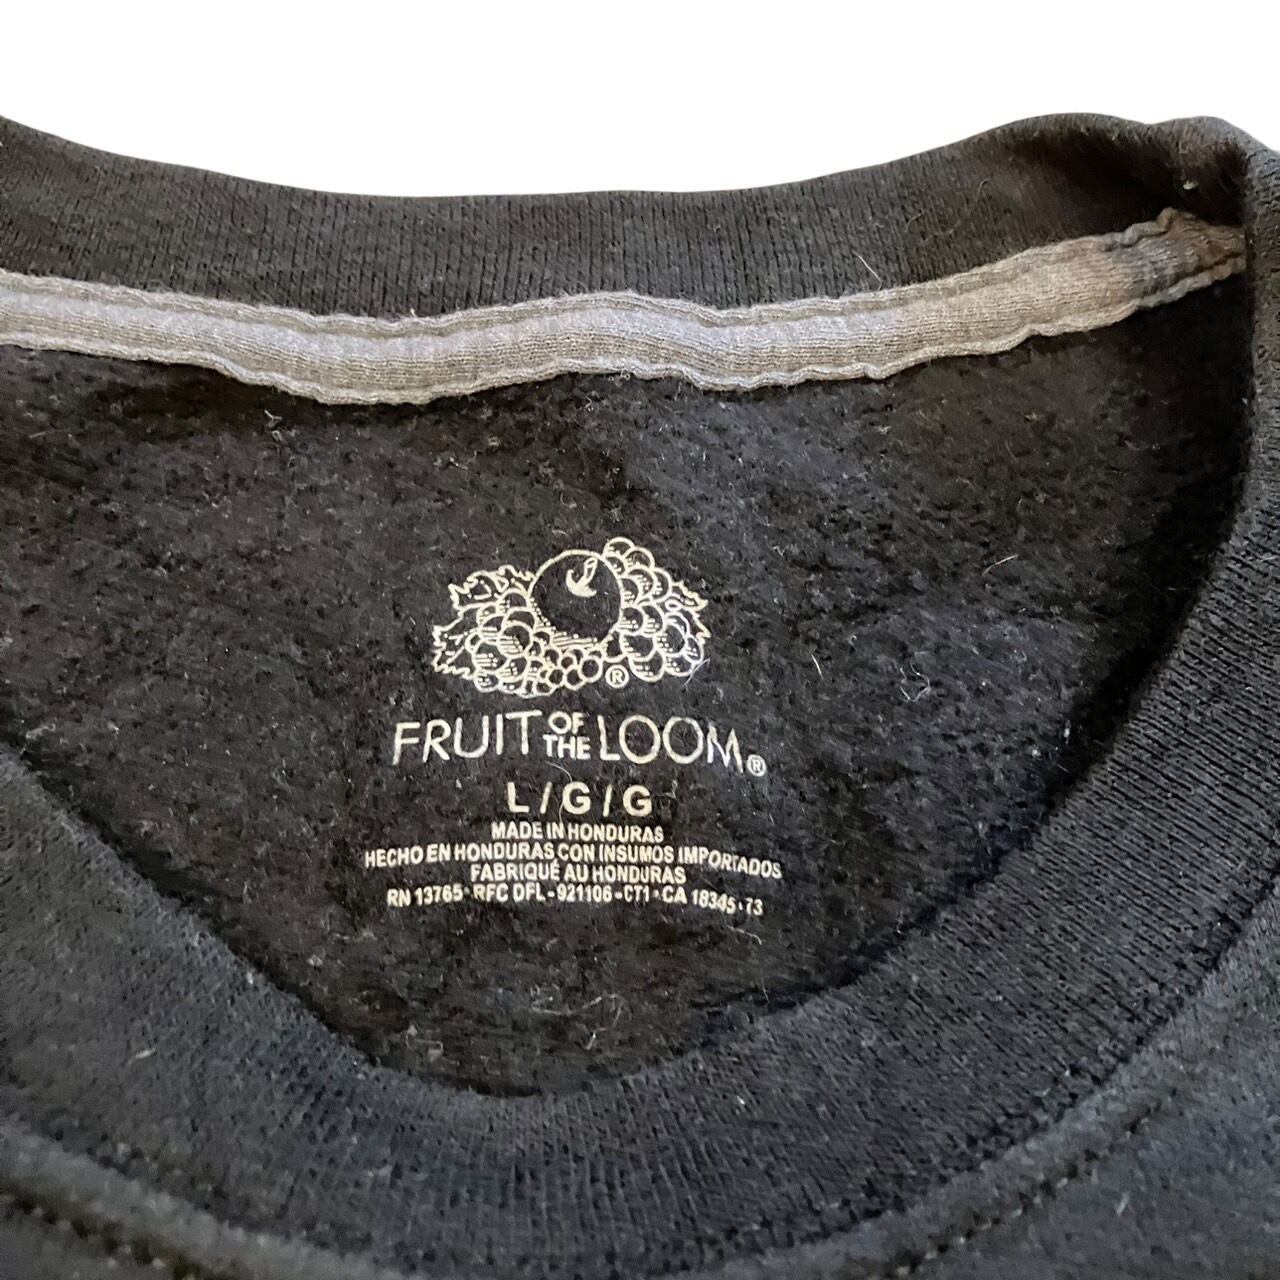 ®
FRUIT OF THE LOOM®
L/G/G
MADE IN HONDURAS
HECHO EN HONDURAS CON INSUMOS IMPORTADOS
FABRIQUÉ AU HONDURAS
RN 13765 · RFC DFL-921106-CT1 · CA 18345 · 73